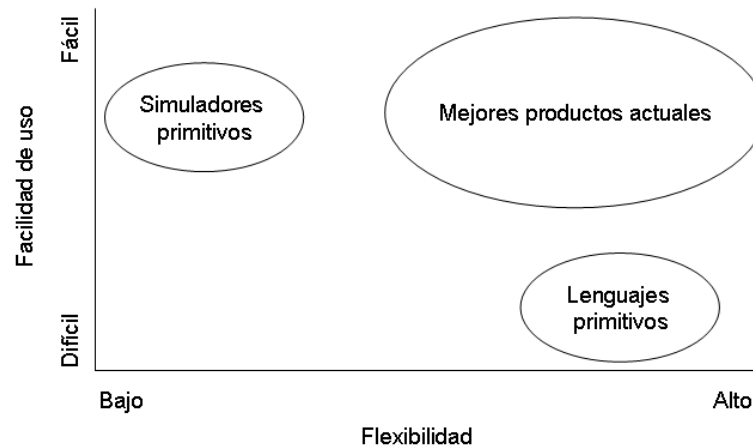 Fácil
Simuladores
primitivos
Mejores productos actuales
Facilidad de uso
Lenguajes
primitivos
Difícil
Bajo
Alto
Flexibilidad